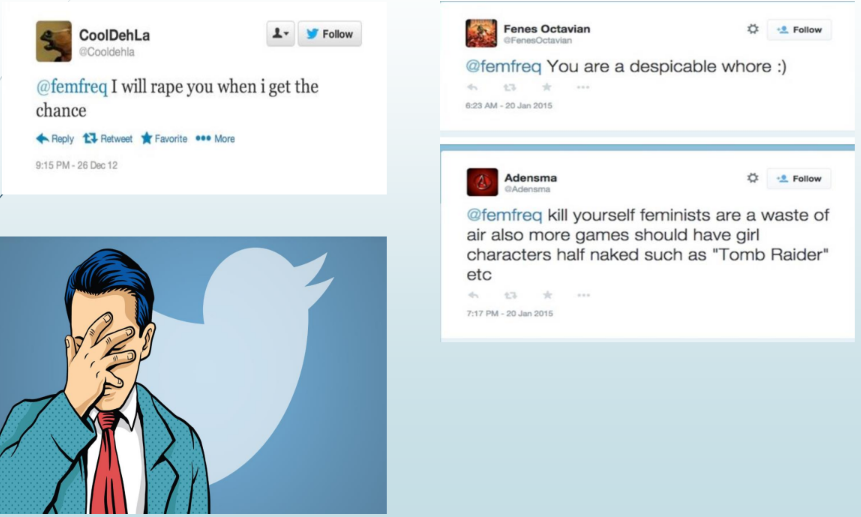 CoolDehLa
@Cooldehla
Follow
@femfreq I will rape you when i get the
chance
Reply Retweet Favorite More
9:15 PM - 26 Dec 12
Fenes Octavian
@FenesOctavian
Follow
@femfreq You are a despicable whore :)
6:23 AM - 20 Jan 2015
Adensma
@Adensma
Follow
@femfreq kill yourself feminists are a waste of
air also more games should have girl
characters half naked such as "Tomb Raider"
etc
7:17 PM - 20 Jan 2015